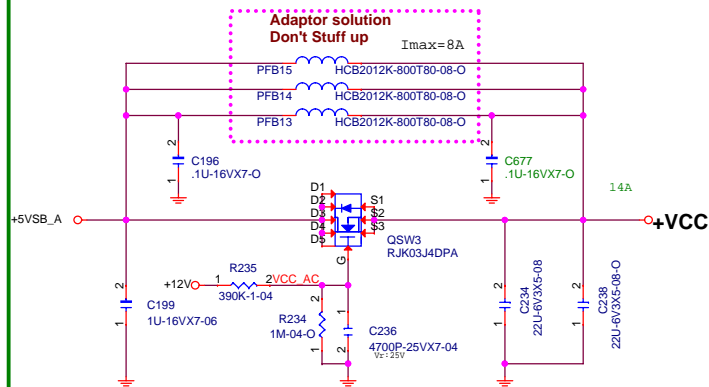 Adaptor solution
Don't Stuff up
Imax=8A
PFB15 HCB2012K-800T80-08-O
PFB14 HCB2012K-800T80-08-O
PFB13 HCB2012K-800T80-08-O
2 C196 1
.1U-16VX7-O
2 C677 1
.1U-16VX7-O
14A
+5VSB_A
+VCC
D1
D2
D3
D4
D5
S1
S2
S3
G
QSW3
RJK03J4DPA
+12V 1 R235 2 VCC_AC
390K-1-04
2 C199 1
1U-16VX7-06
2 R234 1
1M-04-O
1 C236 2
4700P-25VX7-04
Vr:25V
2 1 C234
22U-6V3X5-08
2 1 C238
22U-6V3X5-08-O